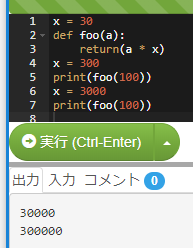 1 x = 30
2 def foo(a):
3     return(a * x)
4 x = 300
5 print(foo(100))
6 x = 3000
7 print(foo(100))
8
実行 (Ctrl-Enter)
出力 入力 コメント 0
30000
300000